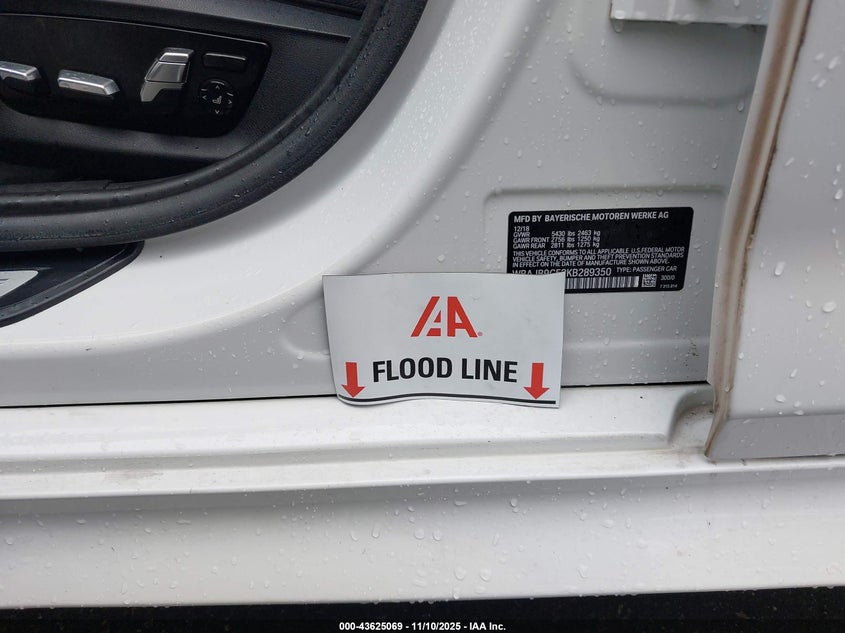 MFD BY BAYERISCHE MOTOREN WERKE AG
12/18
GVWR 5430 lbs 2463 kg
GAWR FRONT 2756 lbs 1250 kg
GAWR REAR 2811 lbs 1275 kg
THIS VEHICLE CONFORMS TO ALL APPLICABLE U.S. FEDERAL MOTOR
VEHICLE SAFETY, BUMPER AND THEFT PREVENTION STANDARDS
IN EFFECT ON THE DATE OF MANUFACTURE SHOWN ABOVE.
TYPE: PASSENGER CAR
300/0
IAA
FLOOD LINE
000-43625069 - 11/10/2025 - IAA Inc.